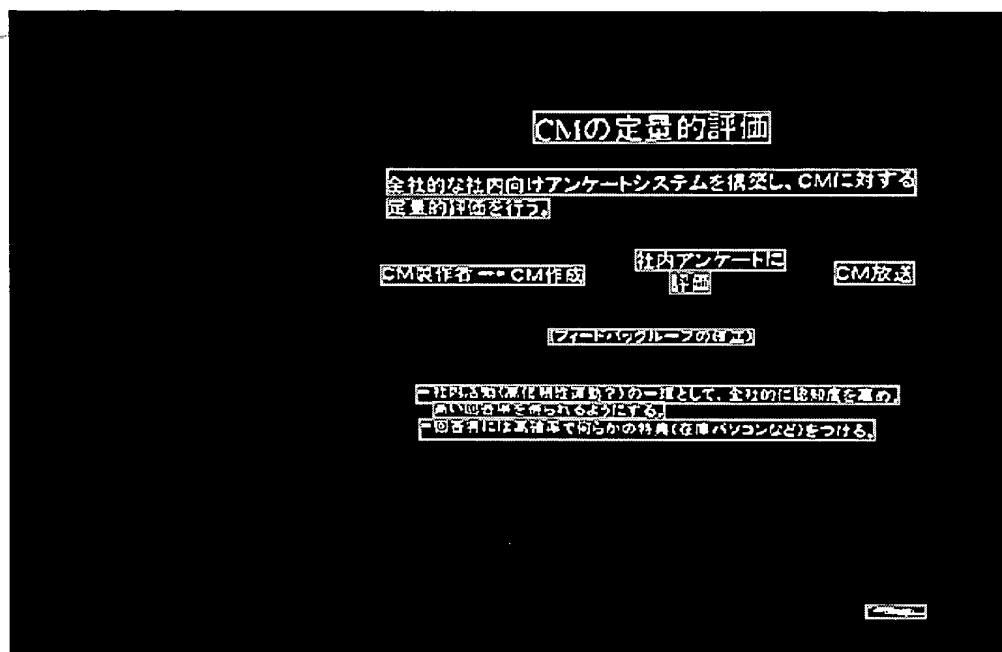 CMの定量的評価
全社的な社内向けアンケートシステムを構築し、CMに対する
定量的評価を行う。
CM製作者 → CM作成
社内アンケートに
評価
CM放送
(フィードバックループの確立)
ー社内活動(活性化運動?)の一環として、全社的に認知度を高め、
高い回答率を得られるようにする。
ー回答者には高確率で何らかの特典(在庫パソコンなど)をつける。